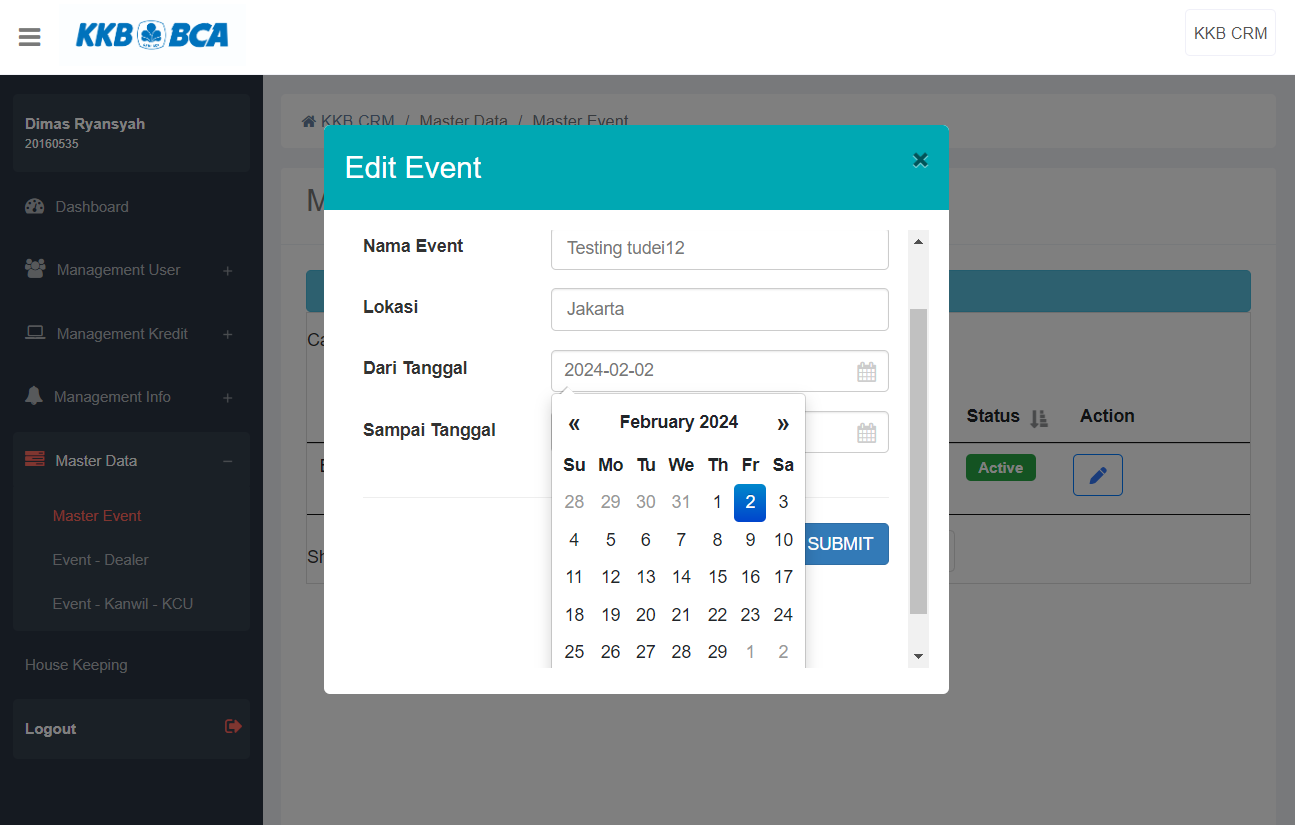 KKB BCA
KKB CRM
Dimas Ryansyah
20160535
Dashboard
Management User +
Management Kredit +
Management Info +
Master Data −
Master Event
Event - Dealer
Event - Kanwil - KCU
House Keeping
Logout
KKB CRM / Master Data / Master Event
M
Ca
Status
Action
E
Active
Sh
Edit Event
×
Nama Event
Testing tudei12
Lokasi
Jakarta
Dari Tanggal
2024-02-02
Sampai Tanggal
« February 2024 »
Su Mo Tu We Th Fr Sa
28 29 30 31 1 2 3
4 5 6 7 8 9 10
11 12 13 14 15 16 17
18 19 20 21 22 23 24
25 26 27 28 29 1 2
SUBMIT